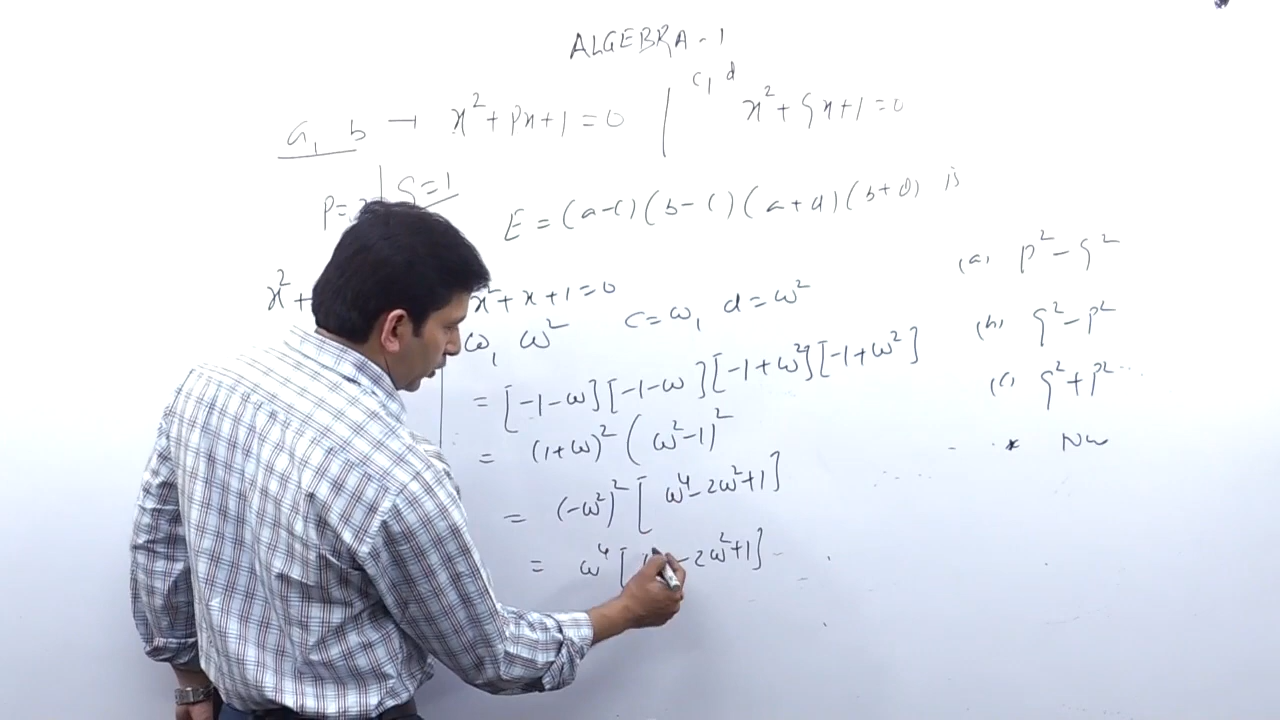 ALGEBRA - 1
a, b → x² + px + 1 = 0 | c, d x² + qx + 1 = 0
p = | q = 1
E = (a-c)(b-c)(a+d)(b+d) is
(a) p² - q²
x² + x² + x + 1 = 0 c = ω, d = ω²
(b) q² - p²
ω, ω²
= [-1-ω][-1-ω][-1+ω²][-1+ω²]
(c) q² + p²
= (1+ω)² (ω²-1)²
= (-ω²)² [ω⁴ - 2ω² + 1]
= ω⁴ [ - 2ω² + 1]